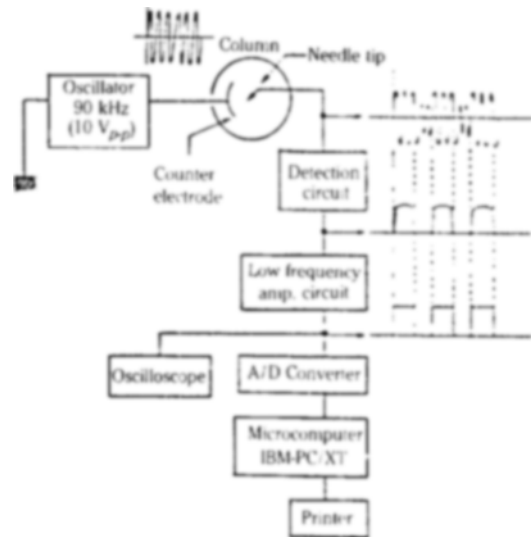 Column
Needle tip
Oscillator
90 kHz
(10 Vp-p)
Counter
electrode
Detection
circuit
Low frequency
amp. circuit
Oscilloscope
A/D Converter
Microcomputer
IBM-PC/XT
Printer